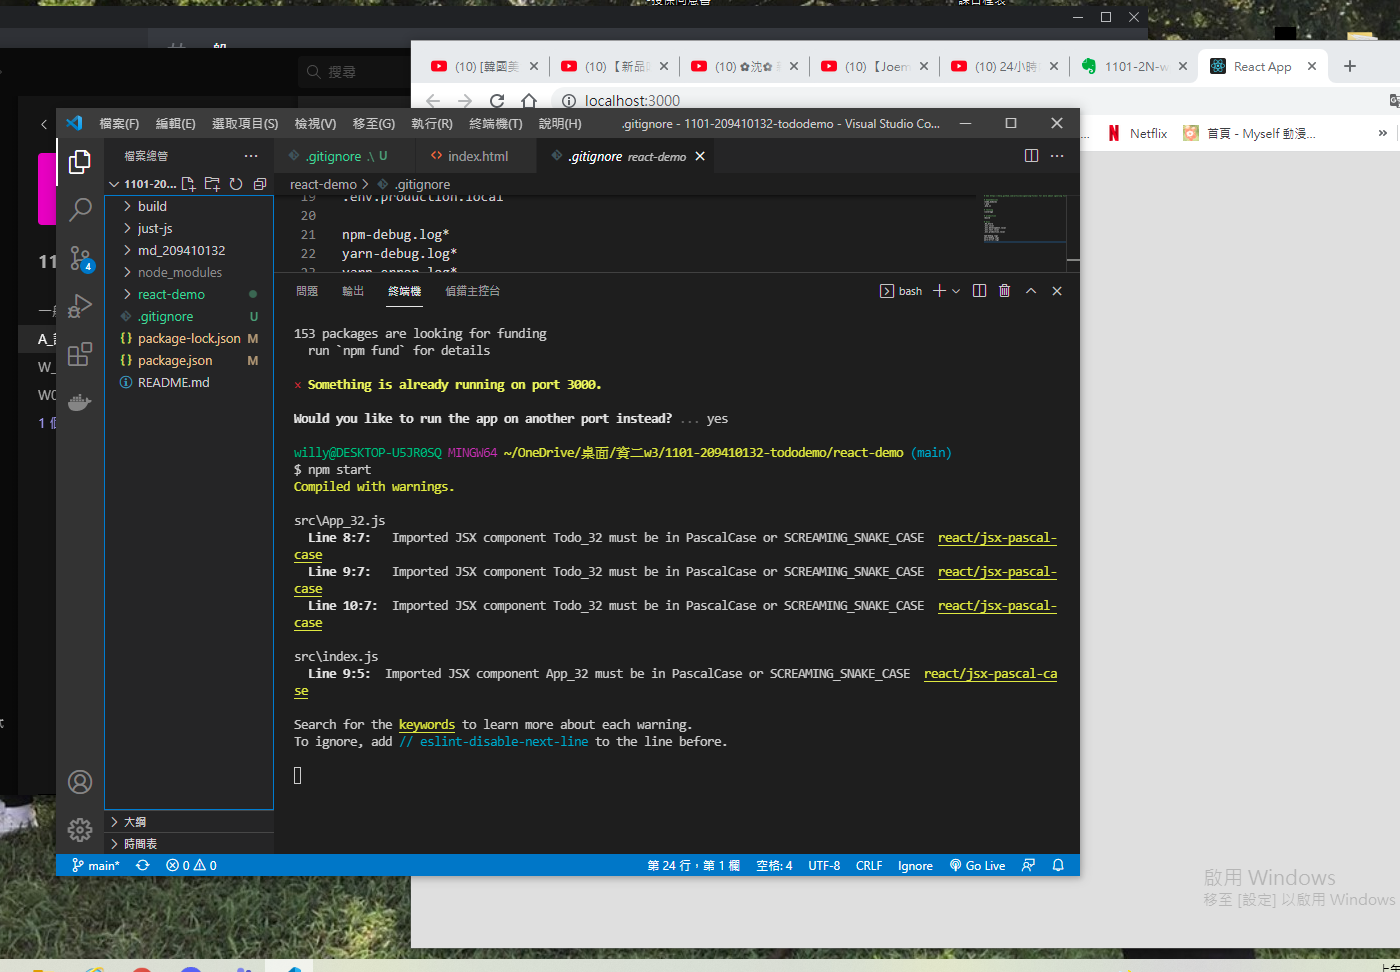 搜尋
(10) [韓國美
(10) 【新品
(10) ✿沈✿
(10) 【Joem
(10) 24小時
1101-2N-w
React App
localhost:3000
Netflix
首頁 - Myself 動漫...
»
檔案(F) 編輯(E) 選取項目(S) 檢視(V) 移至(G) 執行(R) 終端機(T) 說明(H)
.gitignore - 1101-209410132-tododemo - Visual Studio Co...
檔案總管
.gitignore .\ U
index.html
.gitignore react-demo
1101-20...
react-demo > .gitignore
build
just-js
md_209410132
node_modules
react-demo
.gitignore U
package-lock.json M
package.json M
README.md
19 .env.production.local
20
21 npm-debug.log*
22 yarn-debug.log*
23 yarn-error.log*
問題 輸出 終端機 偵錯主控台
bash
153 packages are looking for funding
run `npm fund` for details
× Something is already running on port 3000.
Would you like to run the app on another port instead? ... yes
willy@DESKTOP-U5JR0SQ MINGW64 ~/OneDrive/桌面/資二w3/1101-209410132-tododemo/react-demo (main)
$ npm start
Compiled with warnings.
src\App_32.js
Line 8:7: Imported JSX component Todo_32 must be in PascalCase or SCREAMING_SNAKE_CASE react/jsx-pascal-
case
Line 9:7: Imported JSX component Todo_32 must be in PascalCase or SCREAMING_SNAKE_CASE react/jsx-pascal-
case
Line 10:7: Imported JSX component Todo_32 must be in PascalCase or SCREAMING_SNAKE_CASE react/jsx-pascal-
case
src\index.js
Line 9:5: Imported JSX component App_32 must be in PascalCase or SCREAMING_SNAKE_CASE react/jsx-pascal-ca
se
Search for the keywords to learn more about each warning.
To ignore, add // eslint-disable-next-line to the line before.
11
A_
W_
1 個
4
大綱
時間表
main*
0
0
第 24 行，第 1 欄
空格: 4
UTF-8
CRLF
Ignore
Go Live
啟用 Windows
移至 [設定] 以啟用 Windows